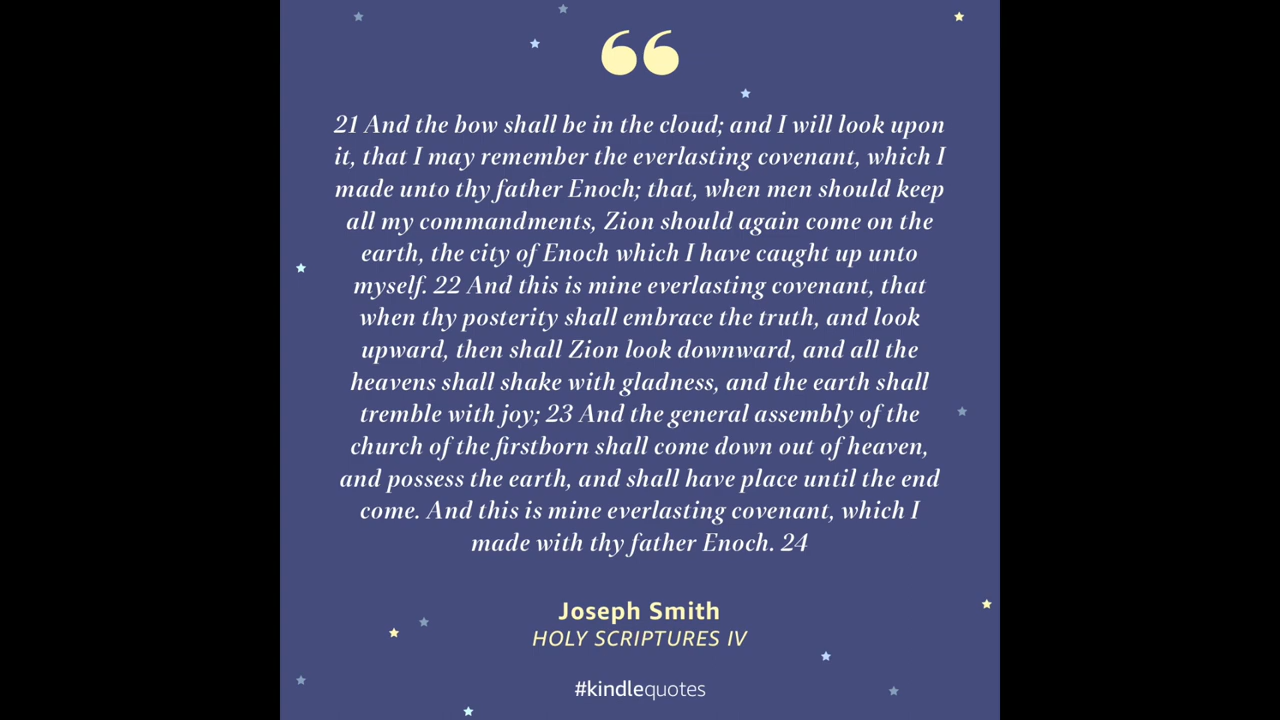 21 And the bow shall be in the cloud; and I will look upon
it, that I may remember the everlasting covenant, which I
made unto thy father Enoch; that, when men should keep
all my commandments, Zion should again come on the
earth, the city of Enoch which I have caught up unto
myself. 22 And this is mine everlasting covenant, that
when thy posterity shall embrace the truth, and look
upward, then shall Zion look downward, and all the
heavens shall shake with gladness, and the earth shall
tremble with joy; 23 And the general assembly of the
church of the firstborn shall come down out of heaven,
and possess the earth, and shall have place until the end
come. And this is mine everlasting covenant, which I
made with thy father Enoch. 24
Joseph Smith
HOLY SCRIPTURES IV
#kindlequotes